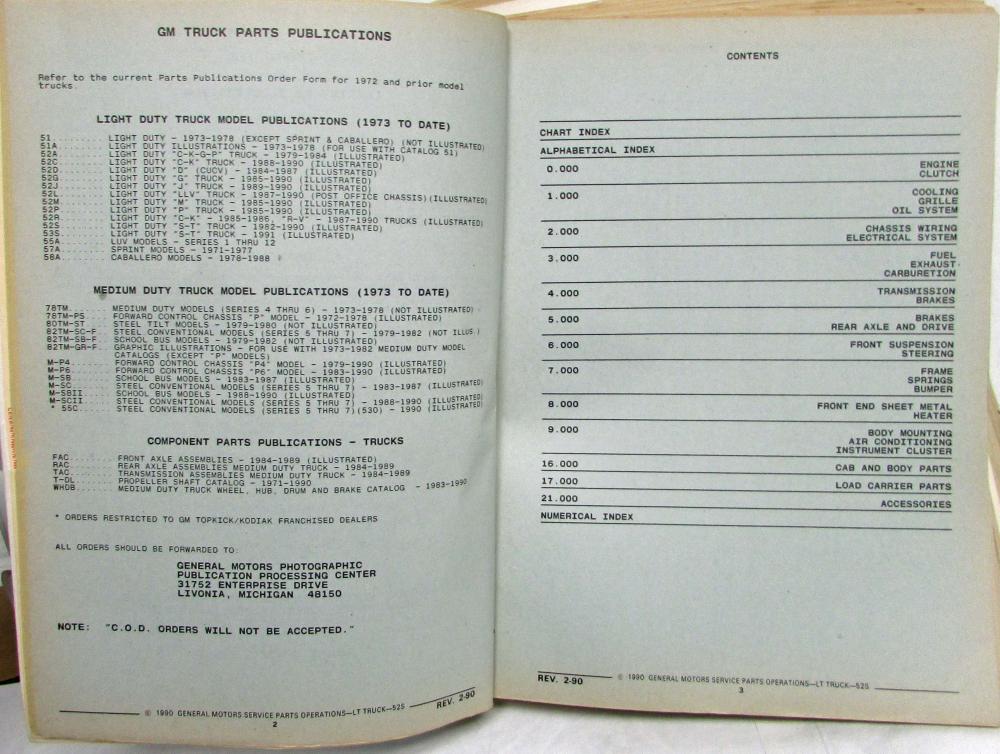 GM TRUCK PARTS PUBLICATIONS
Refer to the current Parts Publications Order Form for 1972 and prior model
trucks.
LIGHT DUTY TRUCK MODEL PUBLICATIONS (1973 TO DATE)
51.......... LIGHT DUTY - 1973-1978 (EXCEPT SPRINT & CABALLERO) (NOT ILLUSTRATED)
51A......... LIGHT DUTY ILLUSTRATIONS - 1973-1978 (FOR USE WITH CATALOG 51)
52A......... LIGHT DUTY "C-K-G-P" TRUCK - 1979-1984 (ILLUSTRATED)
52C......... LIGHT DUTY "C-K" TRUCK - 1988-1990 (ILLUSTRATED)
52D......... LIGHT DUTY "D" (CUCV) - 1984-1987 (ILLUSTRATED)
52G......... LIGHT DUTY "G" TRUCK - 1985-1990 (ILLUSTRATED)
52J......... LIGHT DUTY "J" TRUCK - 1989-1990 (ILLUSTRATED)
52L......... LIGHT DUTY "LLV" TRUCK - 1987-1990 (POST OFFICE CHASSIS)(ILLUSTRATED)
52M......... LIGHT DUTY "M" TRUCK - 1985-1990 (ILLUSTRATED)
52P......... LIGHT DUTY "P" TRUCK - 1985-1990 (ILLUSTRATED)
52R......... LIGHT DUTY "C-K" - 1985-1986, "R-V" - 1987-1990 TRUCKS (ILLUSTRATED)
52S......... LIGHT DUTY "S-T" TRUCK - 1982-1990 (ILLUSTRATED)
53S......... LIGHT DUTY "S-T" TRUCK - 1991 (ILLUSTRATED)
55A......... LUV MODELS - SERIES 1 THRU 12
57A......... SPRINT MODELS - 1971-1977
58A......... CABALLERO MODELS - 1978-1988
MEDIUM DUTY TRUCK MODEL PUBLICATIONS (1973 TO DATE)
78TM........ MEDIUM DUTY MODELS (SERIES 4 THRU 6) - 1973-1978 (NOT ILLUSTRATED)
78TM-PS..... FORWARD CONTROL CHASSIS "P" MODEL - 1972-1978 (NOT ILLUSTRATED)
80TM-ST..... STEEL TILT MODELS - 1979-1980 (NOT ILLUSTRATED)
82TM-SC-F... STEEL CONVENTIONAL MODELS (SERIES 5 THRU 7) - 1979-1982 (NOT ILLUS.)
82TM-SB-F... SCHOOL BUS MODELS - 1979-1982 (NOT ILLUSTRATED)
82TM-GR-F... GRAPHIC ILLUSTRATIONS - FOR USE WITH 1973-1982 MEDIUM DUTY MODEL
CATALOGS (EXCEPT "P" MODELS)
M-P4........ FORWARD CONTROL CHASSIS "P4" MODEL - 1979-1990 (ILLUSTRATED)
M-P6........ FORWARD CONTROL CHASSIS "P6" MODEL - 1983-1990 (ILLUSTRATED)
M-SB........ SCHOOL BUS MODELS - 1983-1987 (ILLUSTRATED)
M-SC........ STEEL CONVENTIONAL MODELS (SERIES 5 THRU 7) - 1983-1987 (ILLUSTRATED)
M-SBII...... SCHOOL BUS MODELS - 1988-1990 (ILLUSTRATED)
M-SCII...... STEEL CONVENTIONAL MODELS (SERIES 5 THRU 7) - 1988-1990 (ILLUSTRATED)
* 55C....... STEEL CONVENTIONAL MODELS (SERIES 5 THRU 7)(530) - 1990 (ILLUSTRATED)
COMPONENT PARTS PUBLICATIONS - TRUCKS
FAC......... FRONT AXLE ASSEMBLIES - 1984-1989 (ILLUSTRATED)
RAC......... REAR AXLE ASSEMBLIES MEDIUM DUTY TRUCK - 1984-1989
TAC......... TRANSMISSION ASSEMBLIES MEDIUM DUTY TRUCK - 1984-1989
T-DL........ PROPELLER SHAFT CATALOG - 1971-1990
WHDB........ MEDIUM DUTY TRUCK WHEEL, HUB, DRUM AND BRAKE CATALOG - 1983-1990
* ORDERS RESTRICTED TO GM TOPKICK/KODIAK FRANCHISED DEALERS
ALL ORDERS SHOULD BE FORWARDED TO:
GENERAL MOTORS PHOTOGRAPHIC
PUBLICATION PROCESSING CENTER
31752 ENTERPRISE DRIVE
LIVONIA, MICHIGAN 48150
NOTE: "C.O.D. ORDERS WILL NOT BE ACCEPTED."
© 1990 GENERAL MOTORS SERVICE PARTS OPERATIONS—LT TRUCK—52S REV. 2-90
2
CONTENTS
CHART INDEX
ALPHABETICAL INDEX
0.000 ENGINE
CLUTCH
1.000 COOLING
GRILLE
OIL SYSTEM
2.000 CHASSIS WIRING
ELECTRICAL SYSTEM
3.000 FUEL
EXHAUST
CARBURETION
4.000 TRANSMISSION
BRAKES
5.000 BRAKES
REAR AXLE AND DRIVE
6.000 FRONT SUSPENSION
STEERING
7.000 FRAME
SPRINGS
BUMPER
8.000 FRONT END SHEET METAL
HEATER
9.000 BODY MOUNTING
AIR CONDITIONING
INSTRUMENT CLUSTER
16.000 CAB AND BODY PARTS
17.000 LOAD CARRIER PARTS
21.000 ACCESSORIES
NUMERICAL INDEX
REV. 2-90 © 1990 GENERAL MOTORS SERVICE PARTS OPERATIONS—LT TRUCK—52S
3